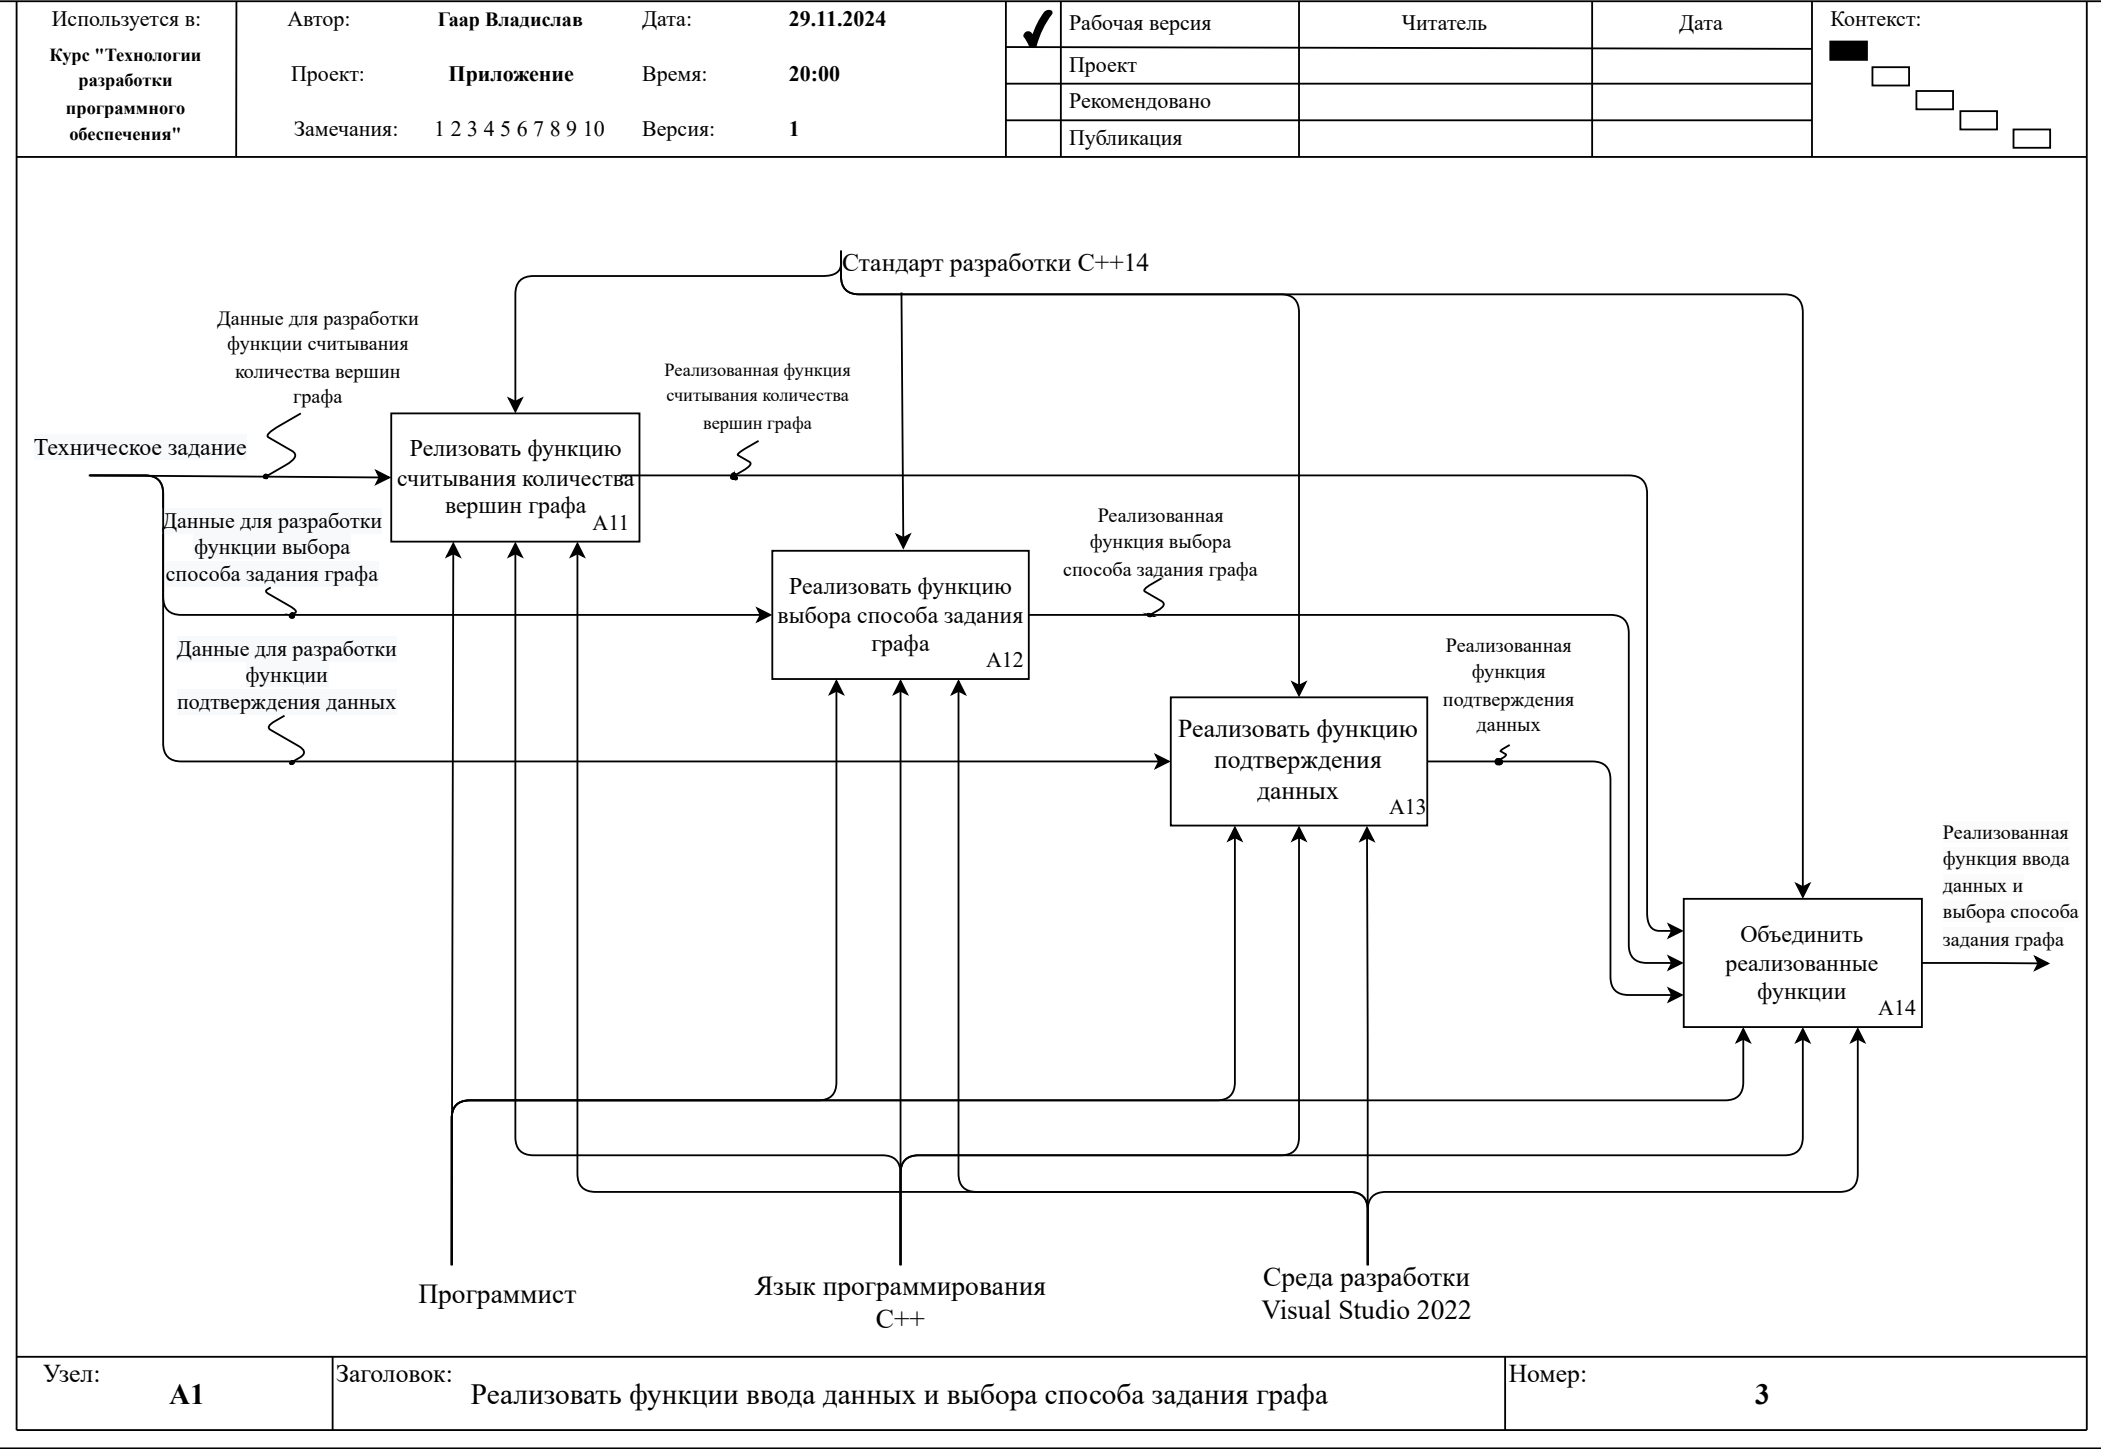 Используется в:
Курс "Технологии
разработки
программного
обеспечения"
Автор:
Гаар Владислав
Дата:
29.11.2024
Проект:
Приложение
Время:
20:00
Замечания:
1 2 3 4 5 6 7 8 9 10
Версия:
1
Рабочая версия
Читатель
Дата
Проект
Рекомендовано
Публикация
Контекст:
Стандарт разработки С++14
Данные для разработки
функции считывания
количества вершин
графа
Реализованная функция
считывания количества
вершин графа
Техническое задание
Релизовать функцию
считывания количества
вершин графа
А11
Данные для разработки
функции выбора
способа задания графа
Реализованная
функция выбора
способа задания графа
Реализовать функцию
выбора способа задания
графа
А12
Данные для разработки
функции
подтверждения данных
Реализованная
функция
подтверждения
данных
Реализовать функцию
подтверждения
данных
А13
Реализованная
функция ввода
данных и
выбора способа
задания графа
Объединить
реализованные
функции
А14
Программист
Язык программирования
С++
Среда разработки
Visual Studio 2022
Узел:
А1
Заголовок:
Реализовать функции ввода данных и выбора способа задания графа
Номер:
3